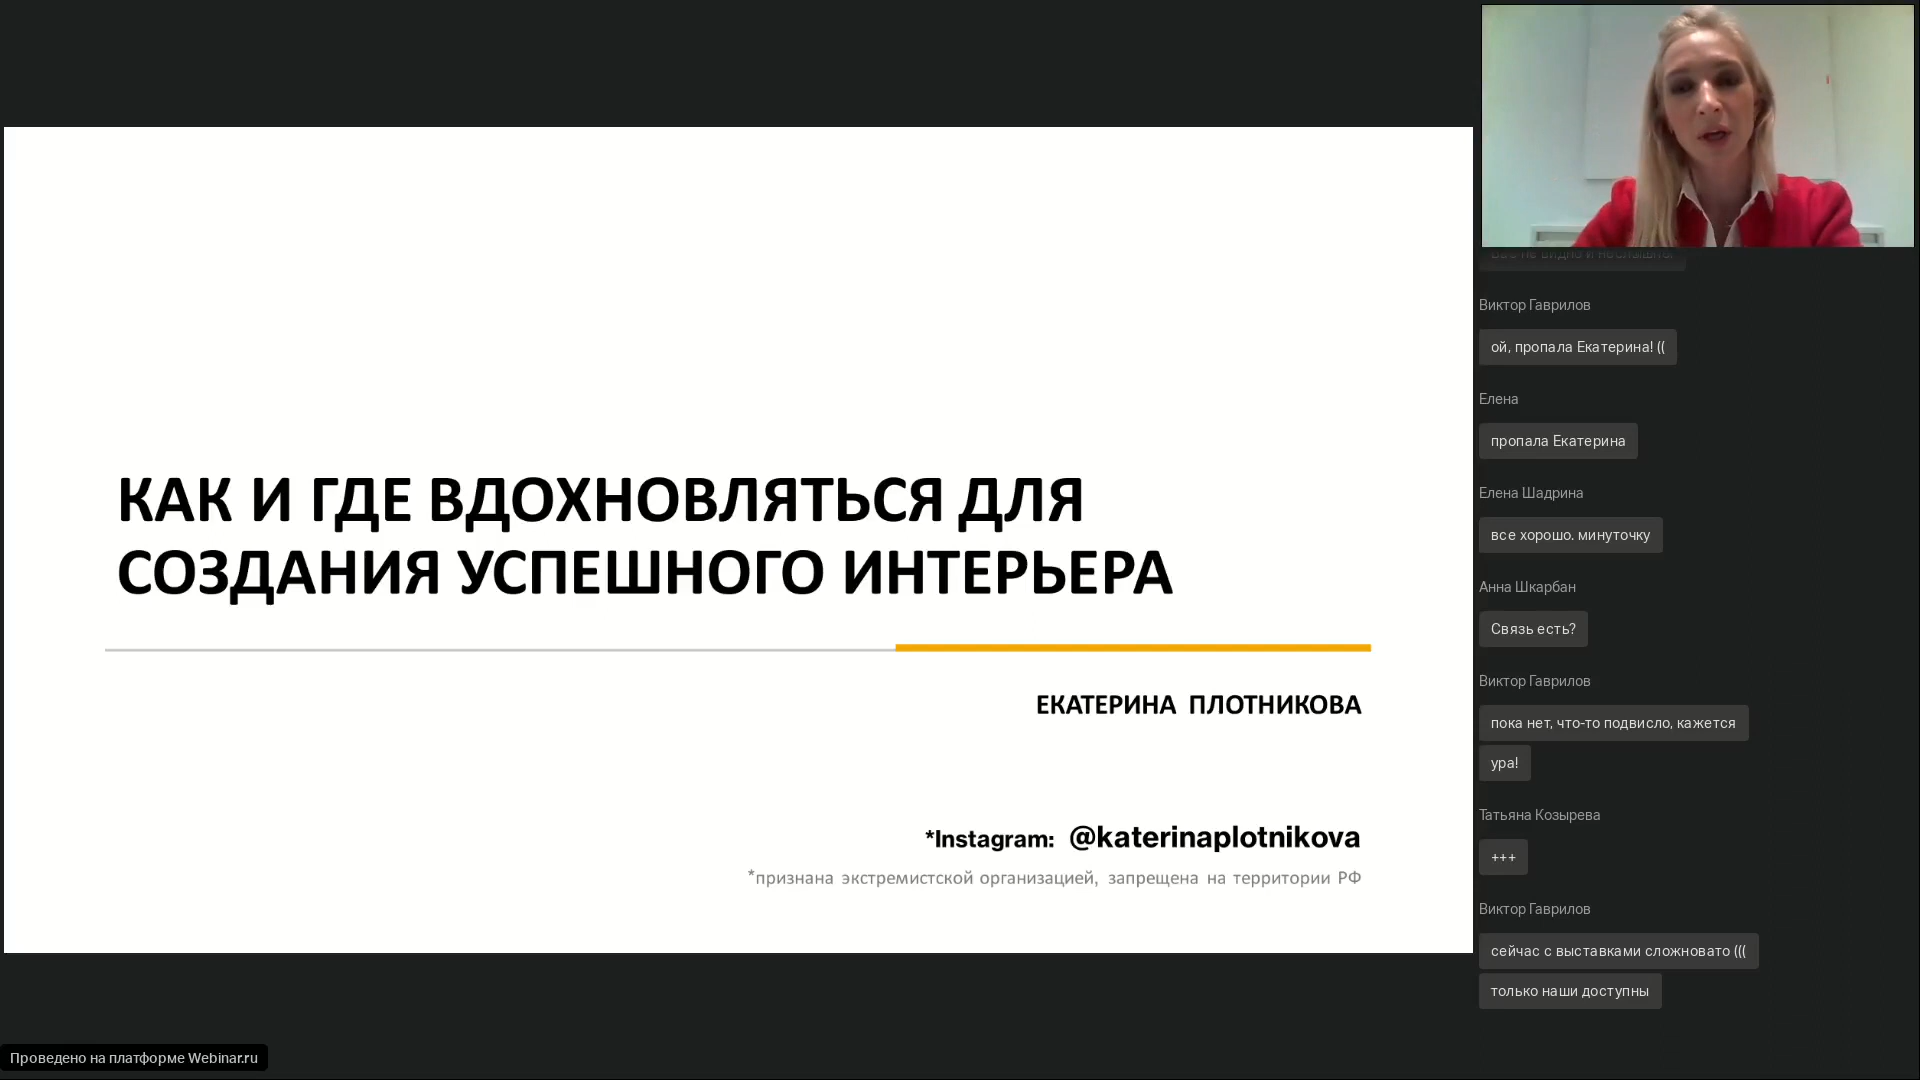 КАК И ГДЕ ВДОХНОВЛЯТЬСЯ ДЛЯ
СОЗДАНИЯ УСПЕШНОГО ИНТЕРЬЕРА
ЕКАТЕРИНА ПЛОТНИКОВА
*Instagram: @katerinaplotnikova
*признана экстремистской организацией, запрещена на территории РФ
Виктор Гаврилов
ой, пропала Екатерина! ((
Елена
пропала Екатерина
Елена Шадрина
все хорошо. минуточку
Анна Шкарбан
Связь есть?
Виктор Гаврилов
пока нет, что-то подвисло, кажется
ура!
Татьяна Козырева
+++
Виктор Гаврилов
сейчас с выставками сложновато (((
только наши доступны
Проведено на платформе Webinar.ru